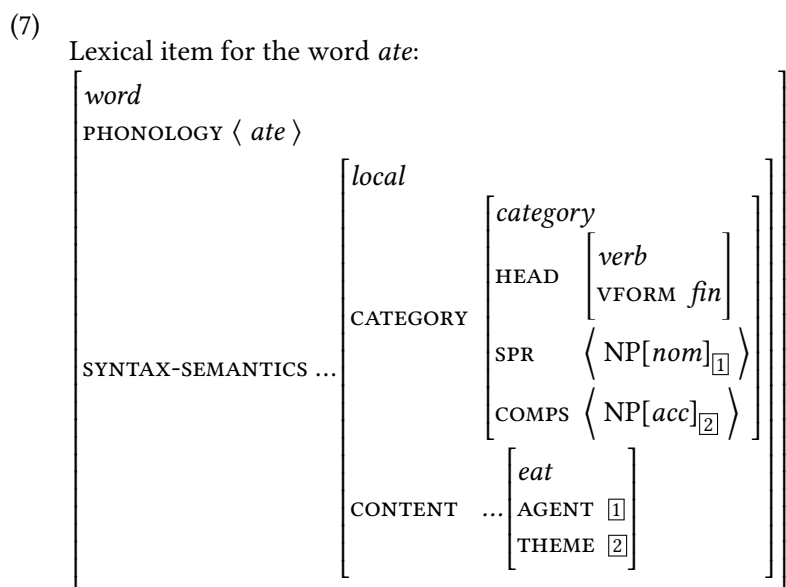 (7)
Lexical item for the word ate:
word
PHONOLOGY ⟨ ate ⟩
local
category
verb
HEAD
VFORM fin
CATEGORY
SPR ⟨ NP[nom]1 ⟩
SYNTAX-SEMANTICS ...
COMPS ⟨ NP[acc]2 ⟩
eat
CONTENT ... AGENT 1
THEME 2